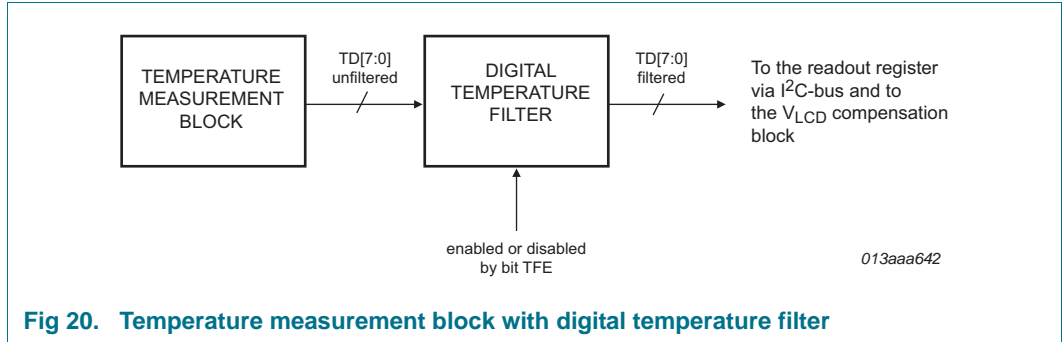 TEMPERATURE
MEASUREMENT
BLOCK
TD[7:0]
unfiltered
DIGITAL
TEMPERATURE
FILTER
TD[7:0]
filtered
To the readout register
via I2C-bus and to
the VLCD compensation
block
enabled or disabled
by bit TFE
013aaa642
Fig 20. Temperature measurement block with digital temperature filter